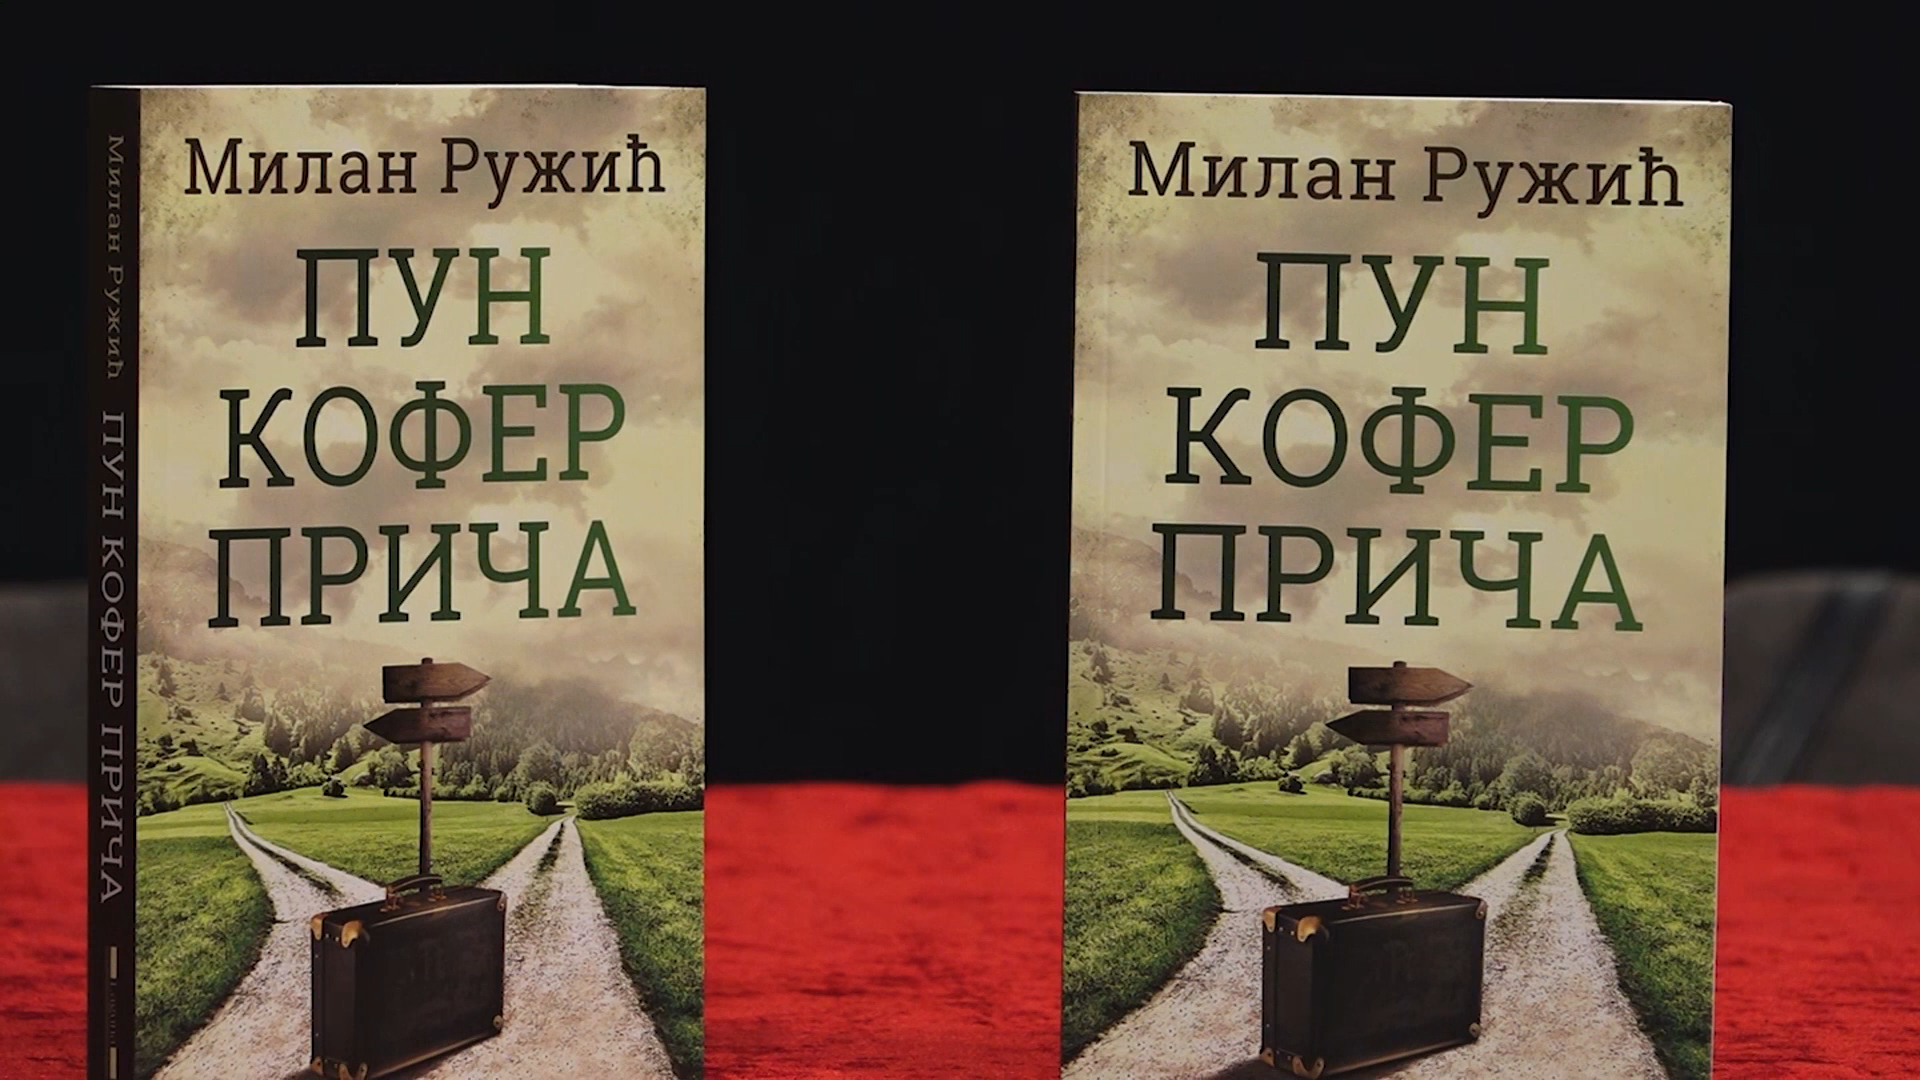 Милан Ружић ПУН КОФЕР ПРИЧА
Милан Ружић
ПУН
КОФЕР
ПРИЧА
Милан Ружић
ПУН
КОФЕР
ПРИЧА